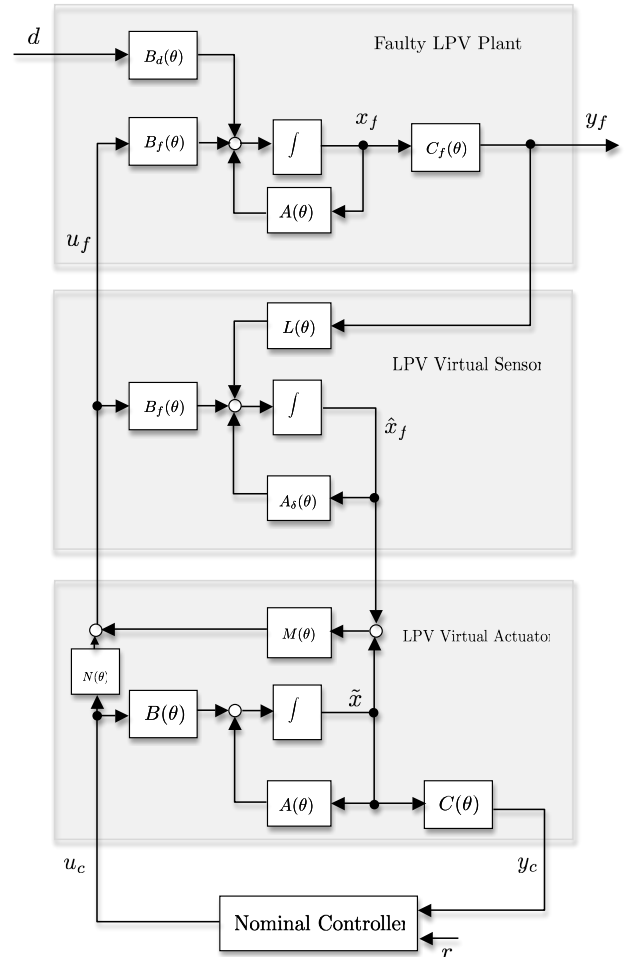 d
B_d(θ)
Faulty LPV Plant
B_f(θ)
∫
x_f
C_f(θ)
y_f
A(θ)
u_f
L(θ)
LPV Virtual Sensor
B_f(θ)
∫
x̂_f
A_δ(θ)
M(θ)
LPV Virtual Actuator
N(θ)
B(θ)
∫
x̃
A(θ)
C(θ)
u_c
y_c
Nominal Controller
r